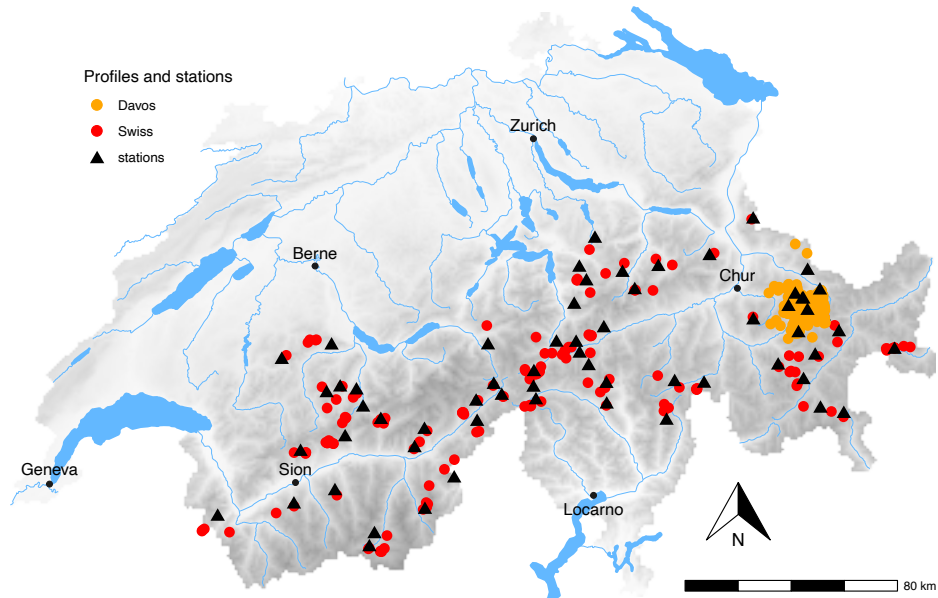 Profiles and stations
Davos
Swiss
stations
Zurich
Berne
Chur
Geneva
Sion
Locarno
N
80 km